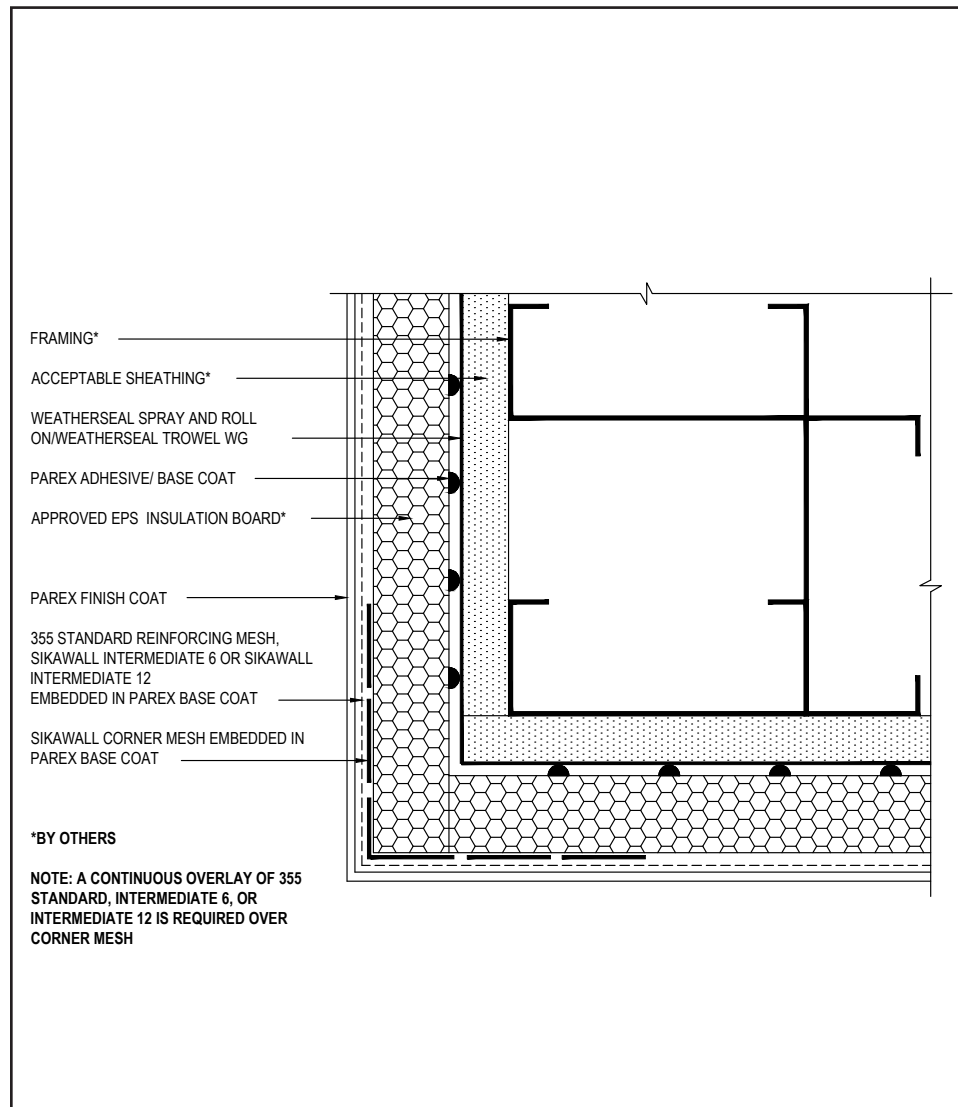 FRAMING*
ACCEPTABLE SHEATHING*
WEATHERSEAL SPRAY AND ROLL
ON/WEATHERSEAL TROWEL WG
PAREX ADHESIVE/ BASE COAT
APPROVED EPS INSULATION BOARD*
PAREX FINISH COAT
355 STANDARD REINFORCING MESH,
SIKAWALL INTERMEDIATE 6 OR SIKAWALL
INTERMEDIATE 12
EMBEDDED IN PAREX BASE COAT
SIKAWALL CORNER MESH EMBEDDED IN
PAREX BASE COAT
*BY OTHERS
NOTE: A CONTINUOUS OVERLAY OF 355
STANDARD, INTERMEDIATE 6, OR
INTERMEDIATE 12 IS REQUIRED OVER
CORNER MESH